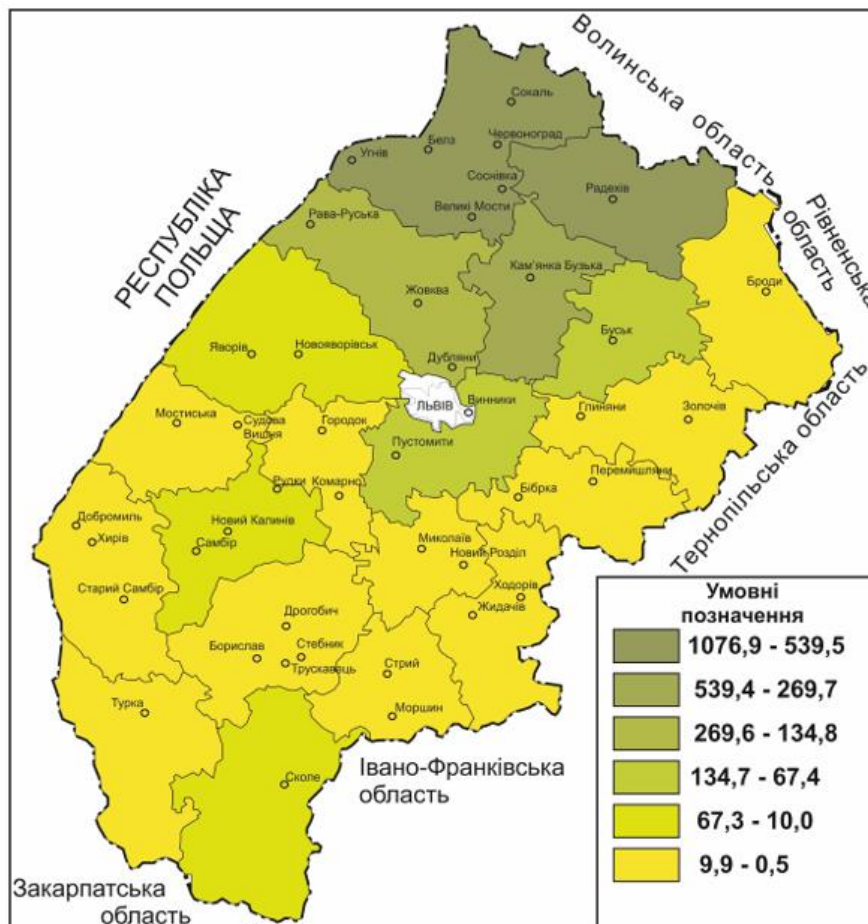 Волинська область
Сокаль
Червоноград
Белз
Угнів
Соснівка
Радехів
Великі Мости
РЕСПУБЛІКА
ПОЛЬЩА
Рівненська
область
Рава-Руська
Кам'янка Бузька
Жовква
Броди
Буськ
Яворів
Новояворівськ
Дубляни
ЛЬВІВ
Винники
Мостиська
Судова
Вишня
Городок
Глиняни
Золочів
Пустомити
Тернопільська область
Рудки
Комарно
Бібрка
Перемишляни
Добромиль
Хирів
Новий Калинів
Самбір
Миколаїв
Новий Розділ
Ходорів
Старий Самбір
Жидачів
Дрогобич
Борислав
Стебник
Трускавець
Стрий
Моршин
Турка
Сколе
Івано-Франківська
область
Закарпатська
область
Умовні
позначення
1076,9 - 539,5
539,4 - 269,7
269,6 - 134,8
134,7 - 67,4
67,3 - 10,0
9,9 - 0,5